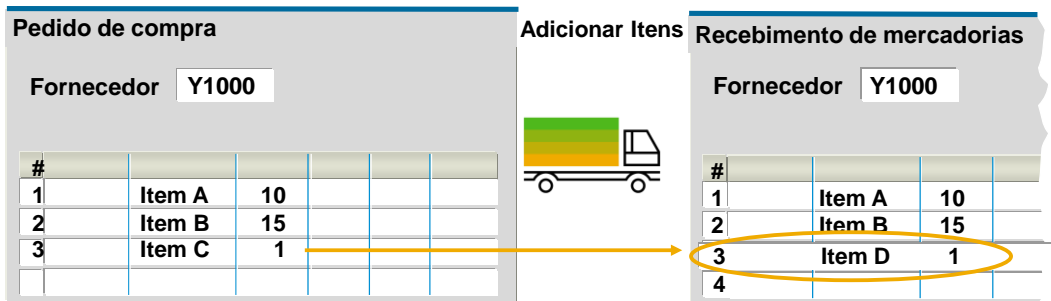 Pedido de compra
Fornecedor Y1000
#
1 Item A 10
2 Item B 15
3 Item C 1
Adicionar Itens
Recebimento de mercadorias
Fornecedor Y1000
#
1 Item A 10
2 Item B 15
3 Item D 1
4